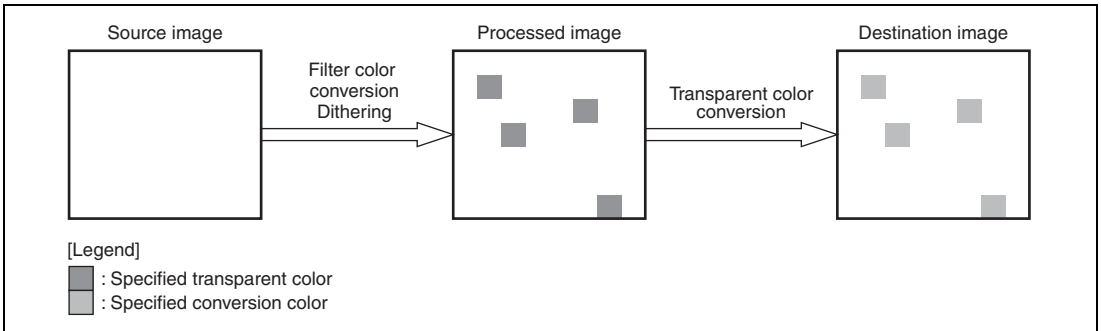 Source image
Processed image
Destination image
Filter color
conversion
Dithering
Transparent color
conversion
[Legend]
: Specified transparent color
: Specified conversion color